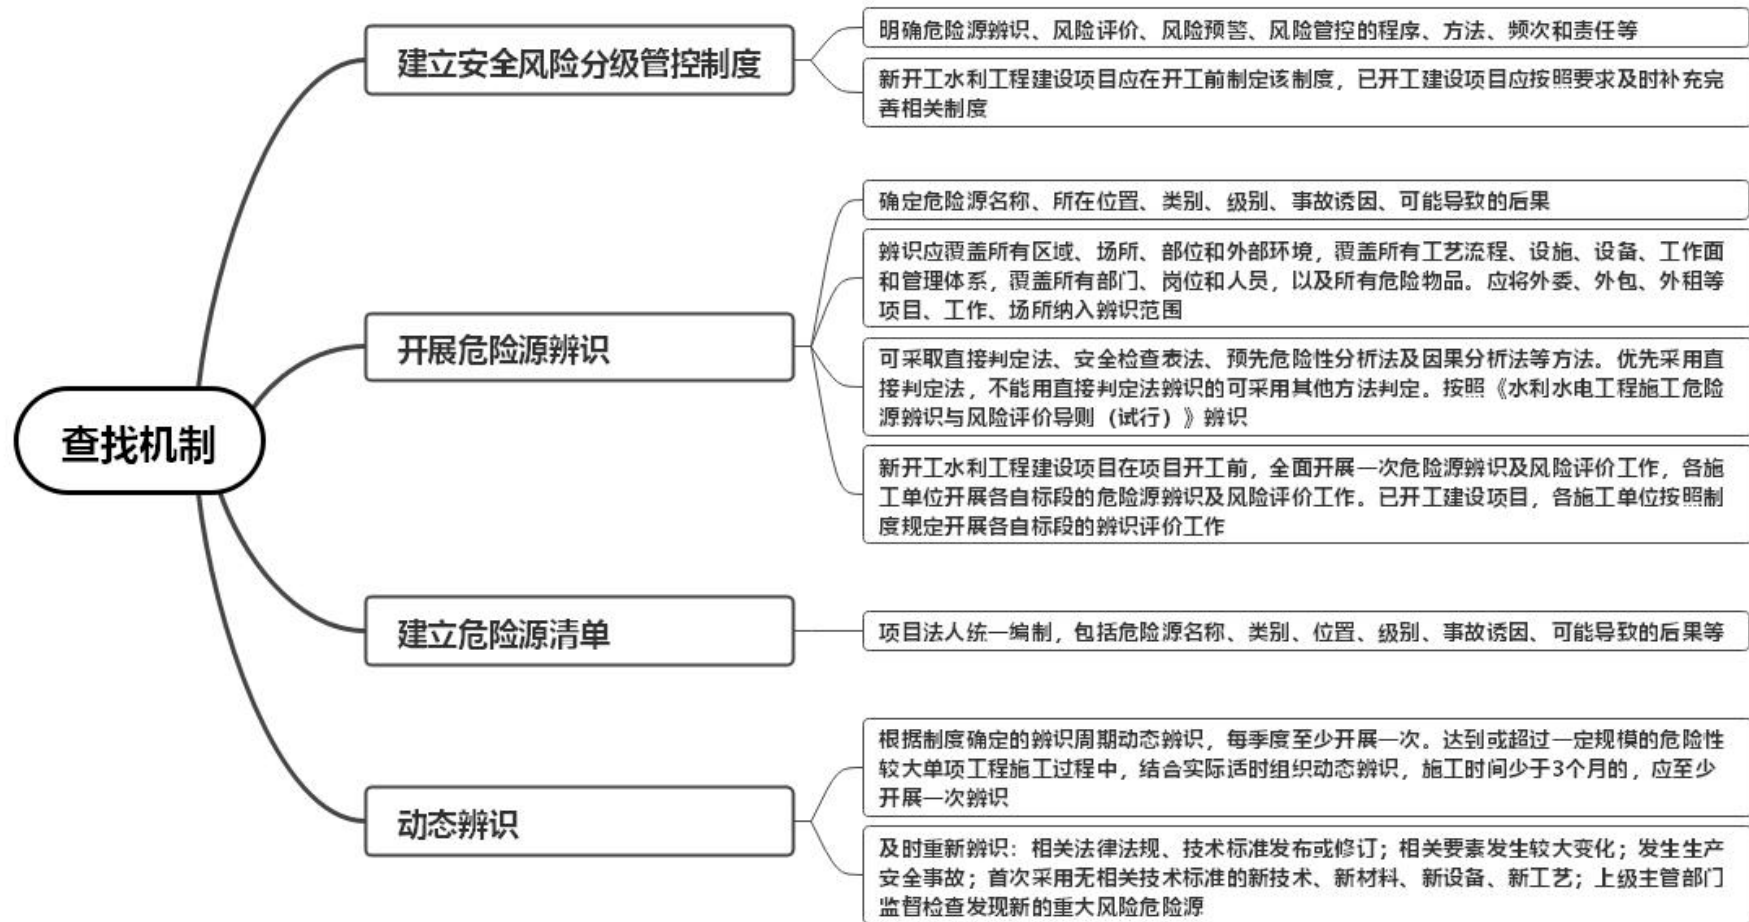 查找机制
建立安全风险分级管控制度
明确危险源辨识、风险评价、风险预警、风险管控的程序、方法、频次和责任等
新开工水利工程建设项目应在开工前制定该制度，已开工建设项目应按照要求及时补充完
善相关制度
开展危险源辨识
确定危险源名称、所在位置、类别、级别、事故诱因、可能导致的后果
辨识应覆盖所有区域、场所、部位和外部环境，覆盖所有工艺流程、设施、设备、工作面
和管理体系，覆盖所有部门、岗位和人员，以及所有危险物品。应将外委、外包、外租等
项目、工作、场所纳入辨识范围
可采取直接判定法、安全检查表法、预先危险性分析法及因果分析法等方法。优先采用直
接判定法，不能用直接判定法辨识的可采用其他方法判定。按照《水利水电工程施工危险
源辨识与风险评价导则（试行）》辨识
新开工水利工程建设项目在项目开工前，全面开展一次危险源辨识及风险评价工作，各施
工单位开展各自标段的危险源辨识及风险评价工作。已开工建设项目，各施工单位按照制
度规定开展各自标段的辨识评价工作
建立危险源清单
项目法人统一编制，包括危险源名称、类别、位置、级别、事故诱因、可能导致的后果等
动态辨识
根据制度确定的辨识周期动态辨识，每季度至少开展一次。达到或超过一定规模的危险性
较大单项工程施工过程中，结合实际适时组织动态辨识，施工时间少于3个月的，应至少
开展一次辨识
及时重新辨识：相关法律法规、技术标准发布或修订；相关要素发生较大变化；发生生产
安全事故；首次采用无相关技术标准的新技术、新材料、新设备、新工艺；上级主管部门
监督检查发现新的重大风险危险源